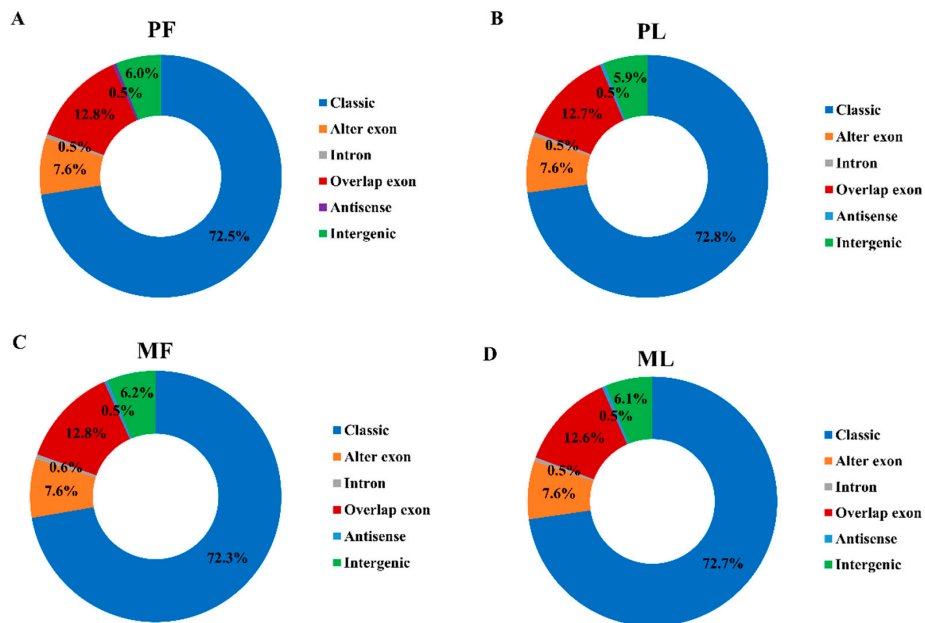 A
PF
6.0%
0.5%
12.8%
0.5%
7.6%
72.5%
Classic
Alter exon
Intron
Overlap exon
Antisense
Intergenic
B
PL
5.9%
0.5%
12.7%
0.5%
7.6%
72.8%
Classic
Alter exon
Intron
Overlap exon
Antisense
Intergenic
C
MF
6.2%
0.5%
12.8%
0.6%
7.6%
72.3%
Classic
Alter exon
Intron
Overlap exon
Antisense
Intergenic
D
ML
6.1%
0.5%
12.6%
0.5%
7.6%
72.7%
Classic
Alter exon
Intron
Overlap exon
Antisense
Intergenic